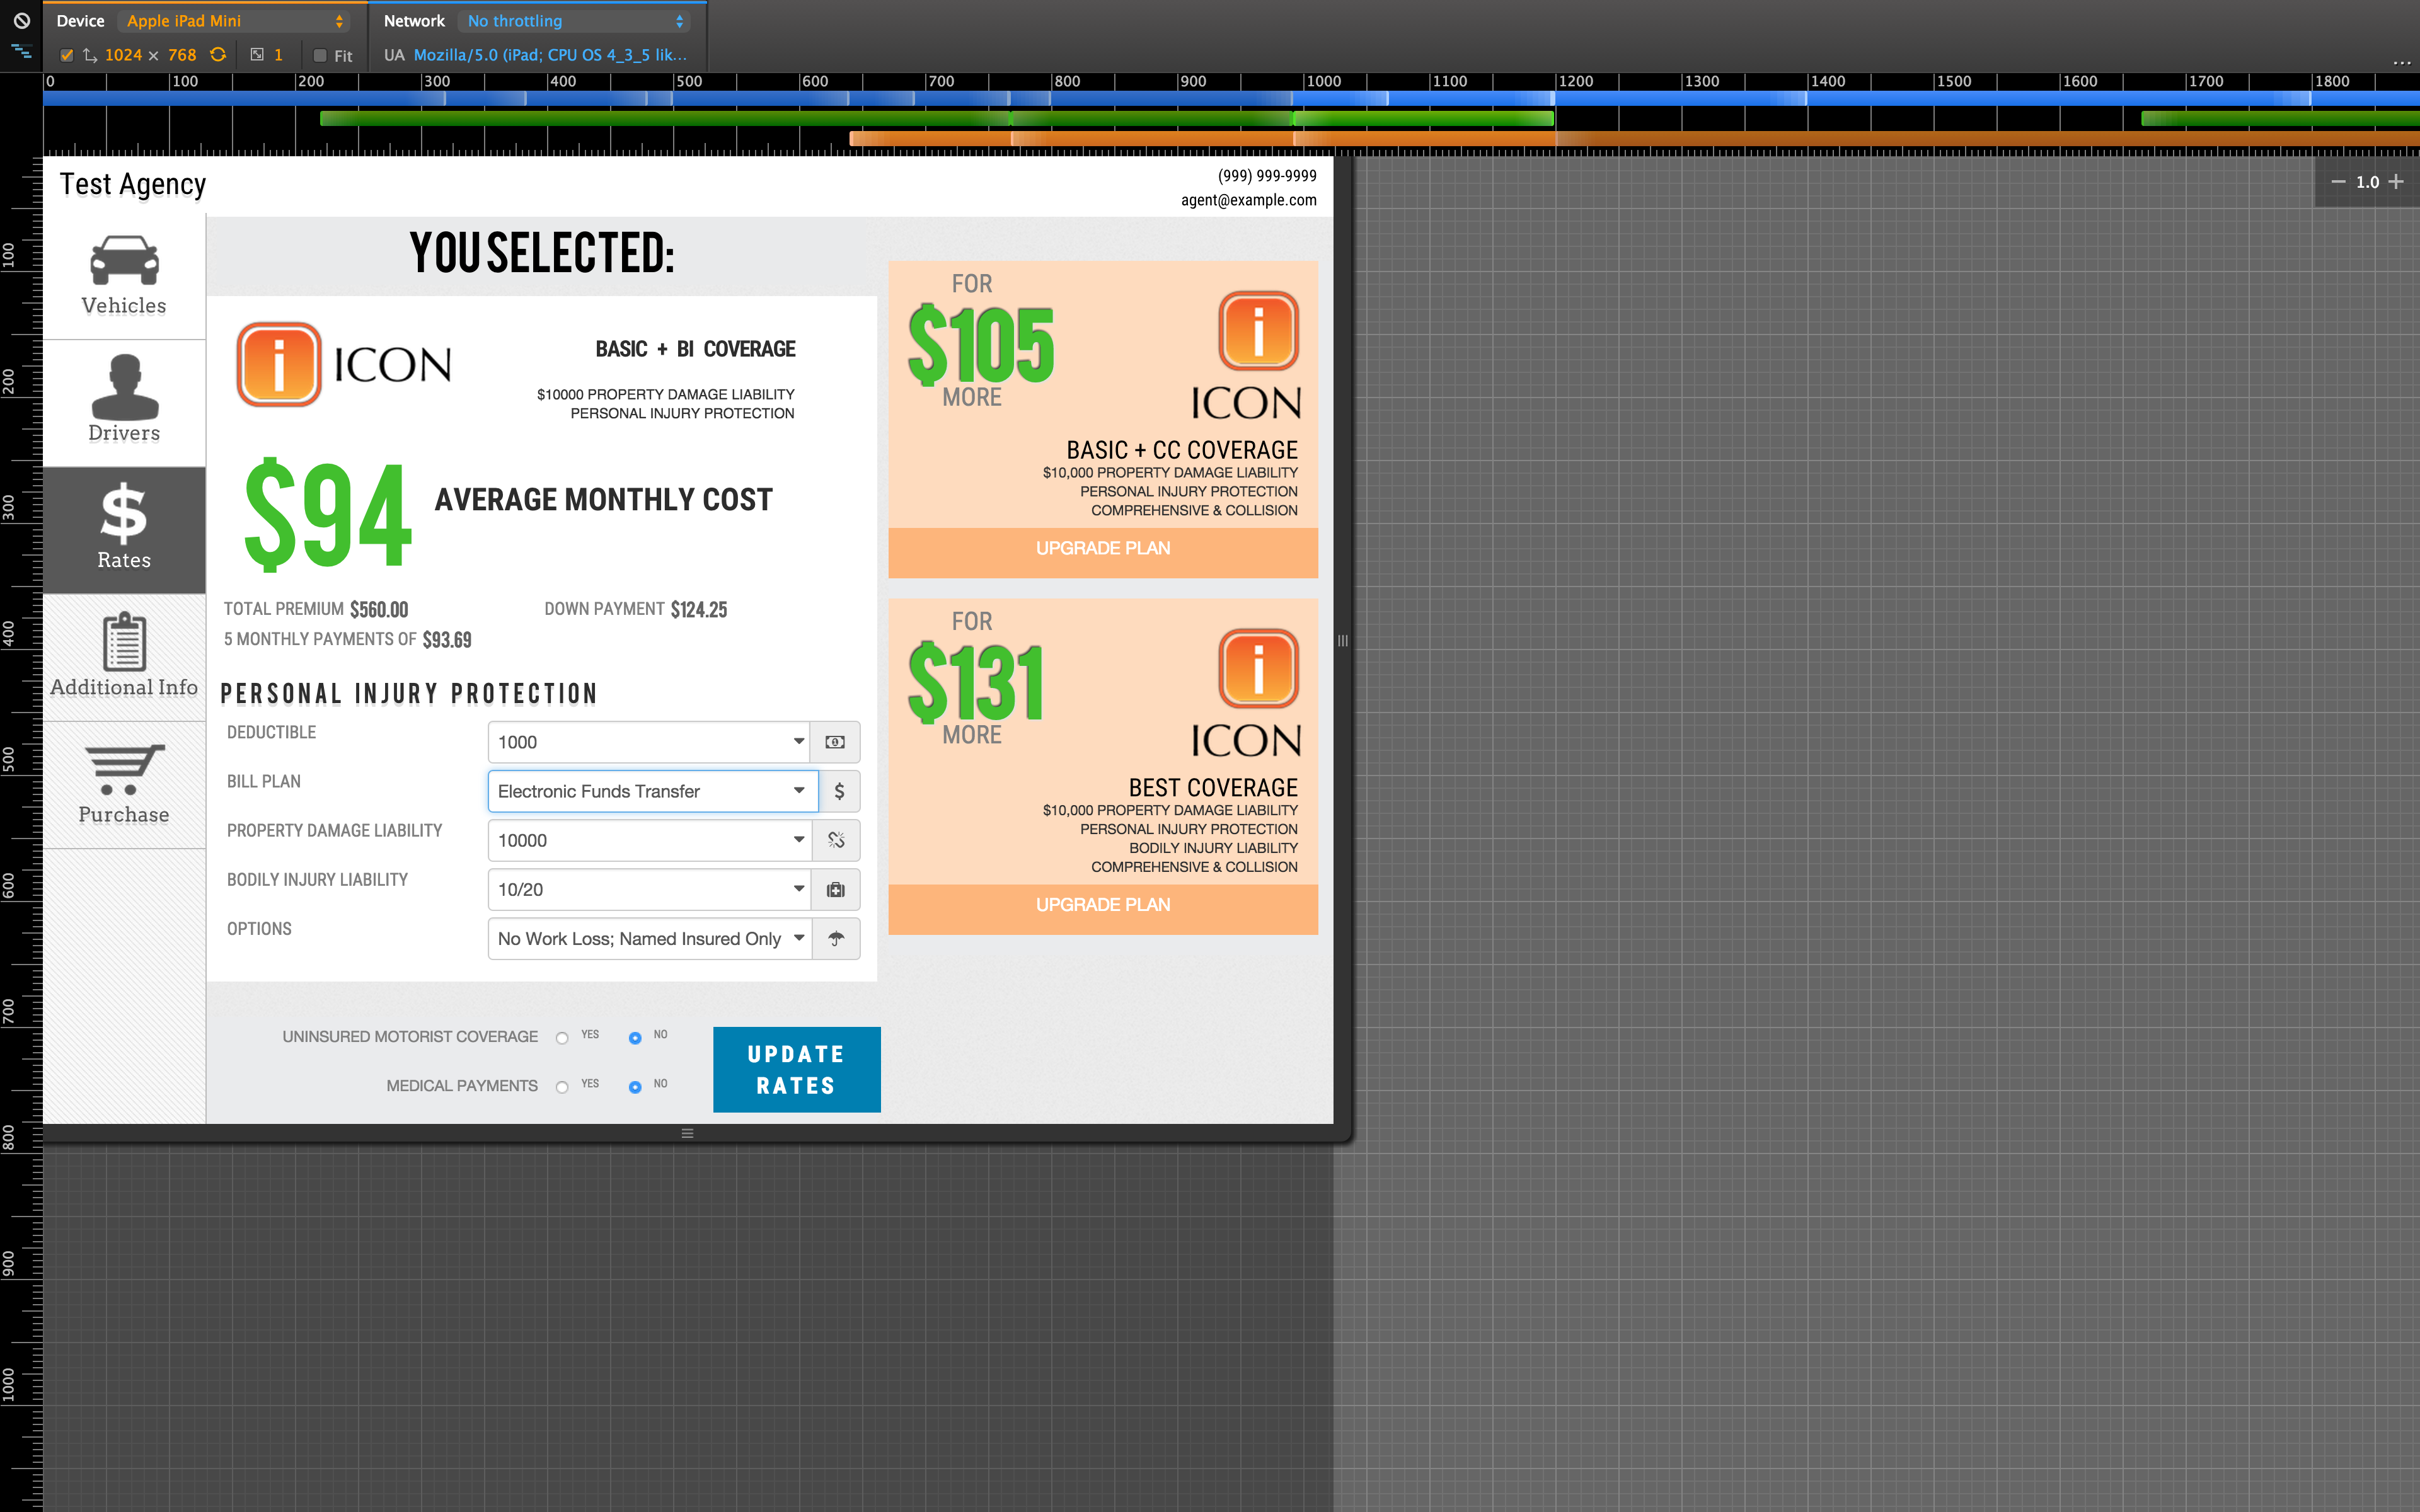 Device Apple iPad Mini Network No throttling
1024 × 768 1 Fit UA Mozilla/5.0 (iPad; CPU OS 4_3_5 lik...
...
0 100 200 300 400 500 600 700 800 900 1000 1100 1200 1300 1400 1500 1600 1700 1800
Test Agency
(999) 999-9999
agent@example.com
1.0
Vehicles
Drivers
$
Rates
Additional Info
Purchase
YOU SELECTED:
i ICON
BASIC + BI COVERAGE
$10000 PROPERTY DAMAGE LIABILITY
PERSONAL INJURY PROTECTION
$94 AVERAGE MONTHLY COST
TOTAL PREMIUM $560.00 DOWN PAYMENT $124.25
5 MONTHLY PAYMENTS OF $93.69
PERSONAL INJURY PROTECTION
DEDUCTIBLE 1000
BILL PLAN Electronic Funds Transfer $
PROPERTY DAMAGE LIABILITY 10000
BODILY INJURY LIABILITY 10/20
OPTIONS No Work Loss; Named Insured Only
UNINSURED MOTORIST COVERAGE YES NO
MEDICAL PAYMENTS YES NO
UPDATE
RATES
FOR
$105
MORE
i
ICON
BASIC + CC COVERAGE
$10,000 PROPERTY DAMAGE LIABILITY
PERSONAL INJURY PROTECTION
COMPREHENSIVE & COLLISION
UPGRADE PLAN
FOR
$131
MORE
i
ICON
BEST COVERAGE
$10,000 PROPERTY DAMAGE LIABILITY
PERSONAL INJURY PROTECTION
BODILY INJURY LIABILITY
COMPREHENSIVE & COLLISION
UPGRADE PLAN
100
200
300
400
500
600
700
800
900
1000